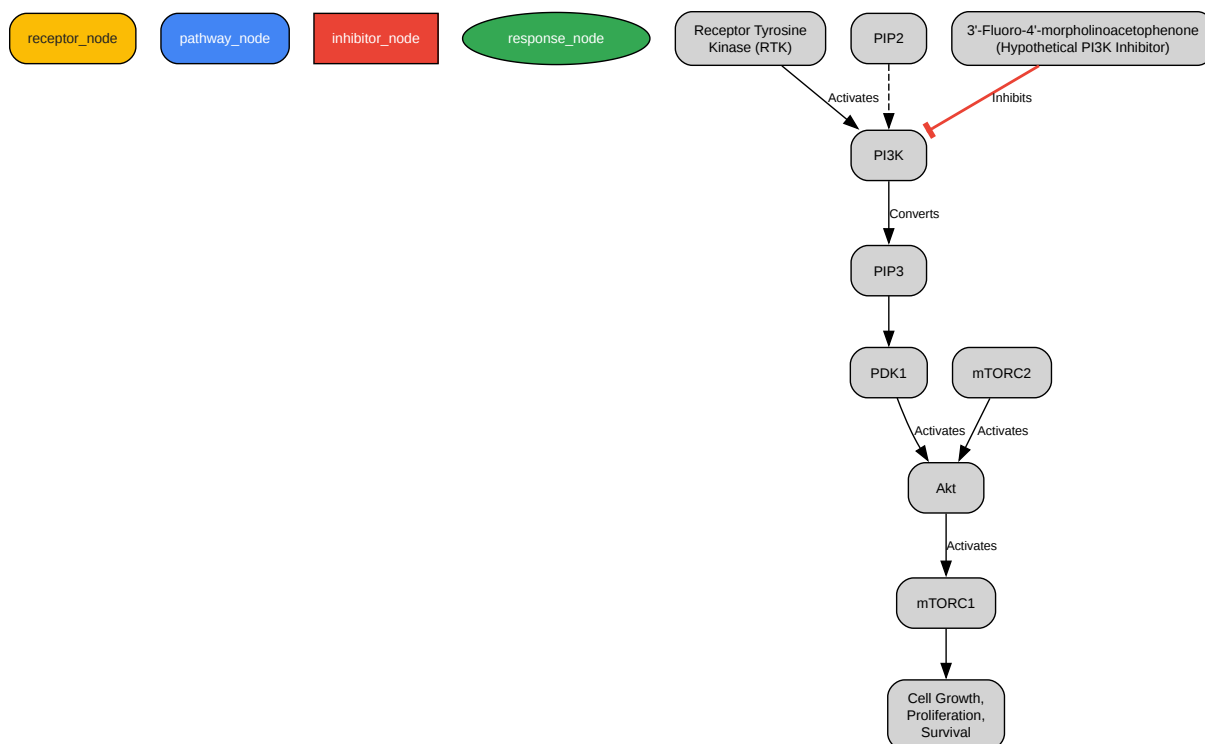 receptor_node
pathway_node
inhibitor_node
response_node
Receptor Tyrosine
Kinase (RTK)
PIP2
3'-Fluoro-4'-morpholinoacetophenone
(Hypothetical PI3K Inhibitor)
Activates
Inhibits
PI3K
Converts
PIP3
PDK1
mTORC2
Activates
Activates
Akt
Activates
mTORC1
Cell Growth,
Proliferation,
Survival